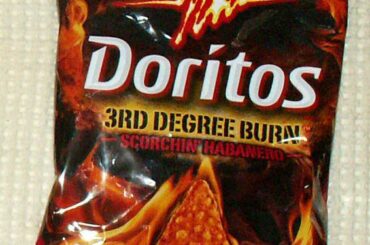 Doritos
3RD DEGREE BURN
SCORCHIN' HABANERO